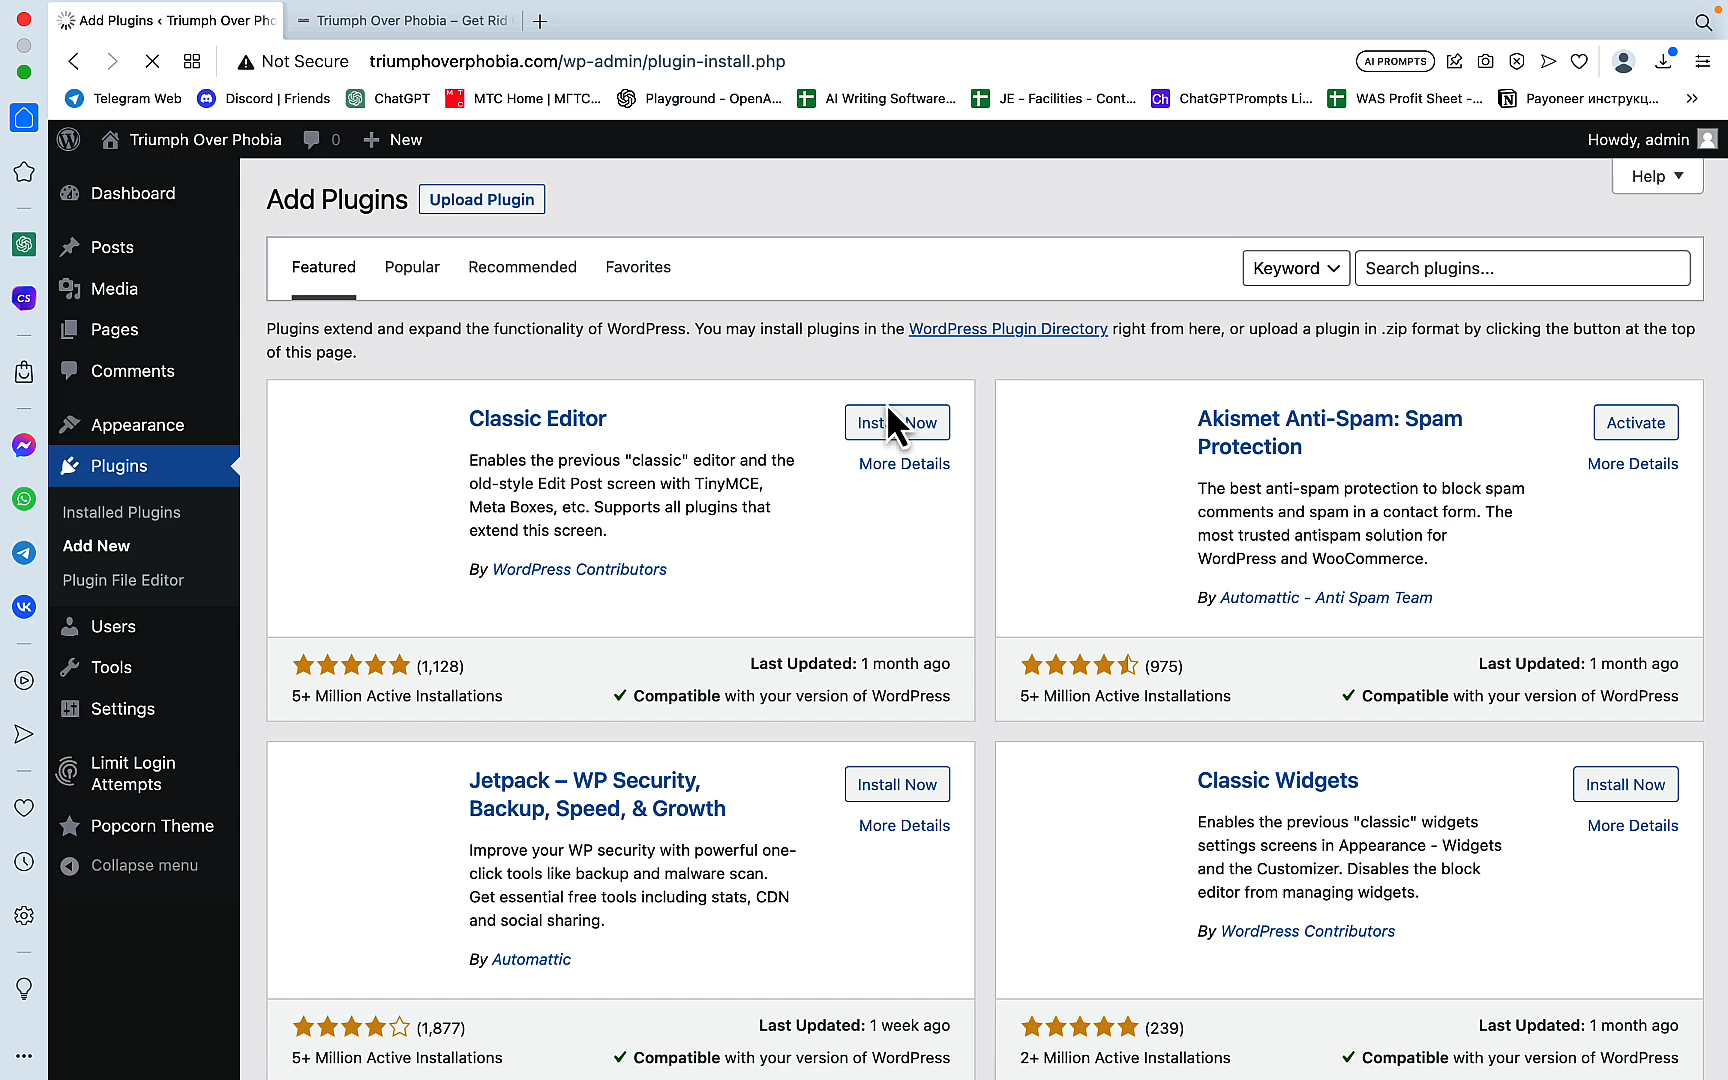 Add Plugins ‹ Triumph Over Pho
Triumph Over Phobia – Get Rid
Not Secure
triumphoverphobia.com/wp-admin/plugin-install.php
AI PROMPTS
Telegram Web
Discord | Friends
ChatGPT
МТС Home | МГТС...
Playground - OpenA...
AI Writing Software...
JE - Facilities - Cont...
Ch
ChatGPTPrompts Li...
WAS Profit Sheet -...
Payoneer инструкц...
Triumph Over Phobia
0
New
Howdy, admin
Dashboard
Posts
Media
Pages
Comments
Appearance
Plugins
Installed Plugins
Add New
Plugin File Editor
Users
Tools
Settings
Limit Login
Attempts
Popcorn Theme
Collapse menu
CS
Help
Add Plugins
Upload Plugin
Featured
Popular
Recommended
Favorites
Keyword
Search plugins...
Plugins extend and expand the functionality of WordPress. You may install plugins in the WordPress Plugin Directory right from here, or upload a plugin in .zip format by clicking the button at the top
of this page.
Classic Editor
Install Now
More Details
Enables the previous "classic" editor and the
old-style Edit Post screen with TinyMCE,
Meta Boxes, etc. Supports all plugins that
extend this screen.
By WordPress Contributors
(1,128)
Last Updated: 1 month ago
5+ Million Active Installations
Compatible with your version of WordPress
Akismet Anti-Spam: Spam
Protection
Activate
More Details
The best anti-spam protection to block spam
comments and spam in a contact form. The
most trusted antispam solution for
WordPress and WooCommerce.
By Automattic - Anti Spam Team
(975)
Last Updated: 1 month ago
5+ Million Active Installations
Compatible with your version of WordPress
Jetpack – WP Security,
Backup, Speed, & Growth
Install Now
More Details
Improve your WP security with powerful one-
click tools like backup and malware scan.
Get essential free tools including stats, CDN
and social sharing.
By Automattic
(1,877)
Last Updated: 1 week ago
5+ Million Active Installations
Compatible with your version of WordPress
Classic Widgets
Install Now
More Details
Enables the previous "classic" widgets
settings screens in Appearance - Widgets
and the Customizer. Disables the block
editor from managing widgets.
By WordPress Contributors
(239)
Last Updated: 1 month ago
2+ Million Active Installations
Compatible with your version of WordPress